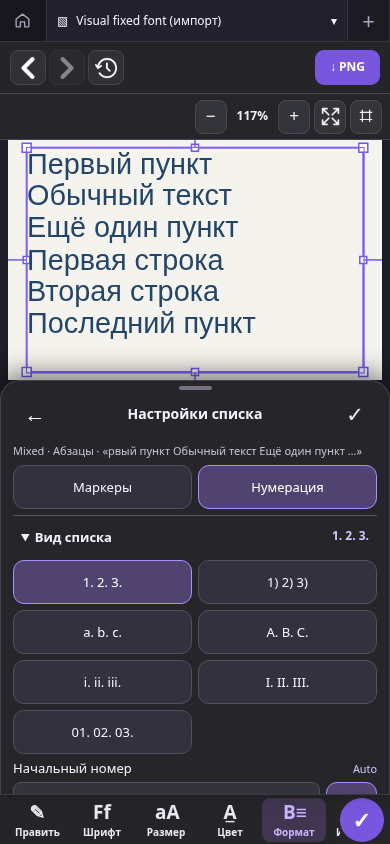 Visual fixed font (импорт)
↓ PNG
117%
Первый пункт
Обычный текст
Ещё один пункт
Первая строка
Вторая строка
Последний пункт
← Настройки списка ✓
Mixed · Абзацы · «рвый пункт Обычный текст Ещё один пункт ...»
Маркеры Нумерация
▼ Вид списка 1. 2. 3.
1. 2. 3. 1) 2) 3)
a. b. c. A. B. C.
i. ii. iii. I. II. III.
01. 02. 03.
Начальный номер Auto
✎ Ff aA A B≡
Править Шрифт Размер Цвет Формат